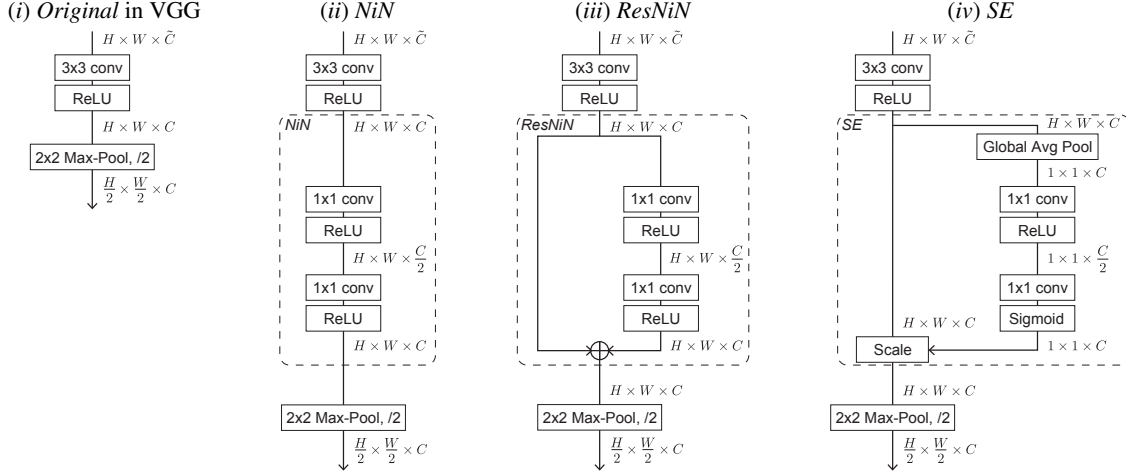 (i) Original in VGG
H × W × C̃
3x3 conv
ReLU
H × W × C
2x2 Max-Pool, /2
H/2 × W/2 × C
(ii) NiN
H × W × C̃
3x3 conv
ReLU
NiN
H × W × C
1x1 conv
ReLU
H × W × C/2
1x1 conv
ReLU
H × W × C
2x2 Max-Pool, /2
H/2 × W/2 × C
(iii) ResNiN
H × W × C̃
3x3 conv
ReLU
ResNiN
H × W × C
1x1 conv
ReLU
H × W × C/2
1x1 conv
ReLU
H × W × C
H × W × C
2x2 Max-Pool, /2
H/2 × W/2 × C
(iv) SE
H × W × C̃
3x3 conv
ReLU
SE
H × W × C
Global Avg Pool
1 × 1 × C
1x1 conv
ReLU
1 × 1 × C/2
1x1 conv
Sigmoid
H × W × C
1 × 1 × C
Scale
H × W × C
2x2 Max-Pool, /2
H/2 × W/2 × C